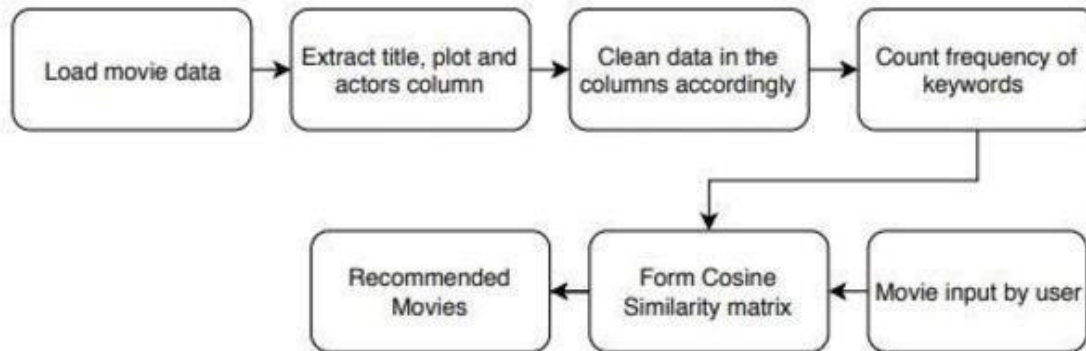 Load movie data
Extract title, plot and
actors column
Clean data in the
columns accordingly
Count frequency of
keywords
Recommended
Movies
Form Cosine
Similarity matrix
Movie input by user